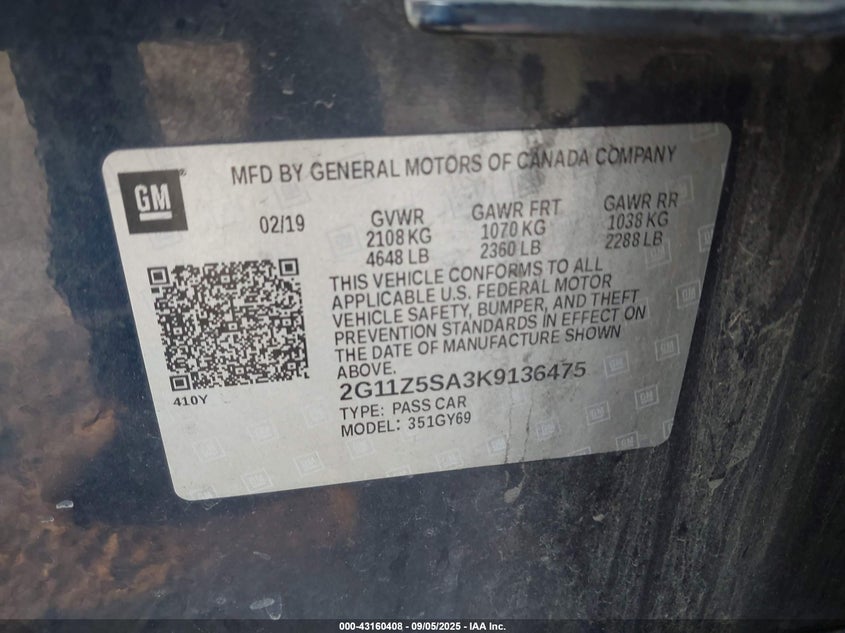 MFD BY GENERAL MOTORS OF CANADA COMPANY
GM
02/19
GVWR
2108 KG
4648 LB
GAWR FRT
1070 KG
2360 LB
GAWR RR
1038 KG
2288 LB
THIS VEHICLE CONFORMS TO ALL
APPLICABLE U.S. FEDERAL MOTOR
VEHICLE SAFETY, BUMPER, AND THEFT
PREVENTION STANDARDS IN EFFECT ON
THE DATE OF MANUFACTURE SHOWN
ABOVE.
2G11Z5SA3K9136475
TYPE: PASS CAR
MODEL: 351GY69
410Y
000-43160408 - 09/05/2025 - IAA Inc.